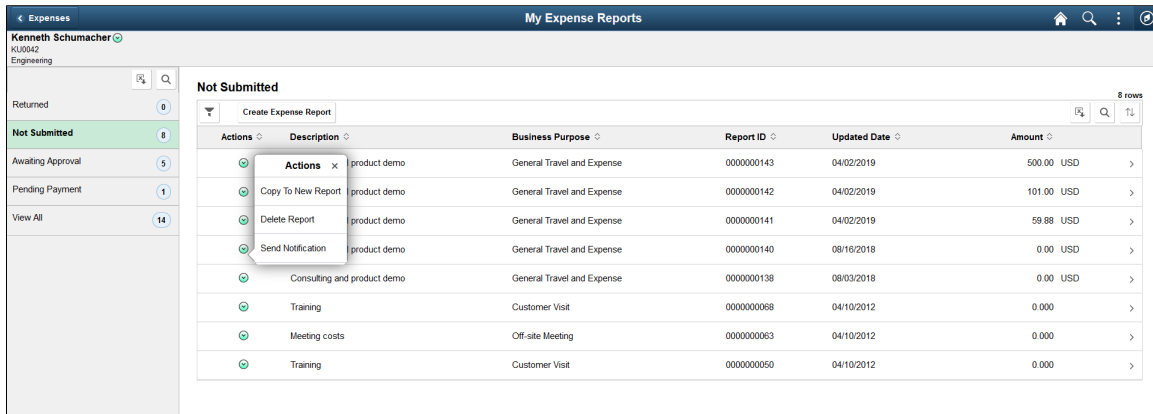 Expenses My Expense Reports
Kenneth Schumacher
KU0042
Engineering
Returned 0
Not Submitted 8
Awaiting Approval 5
Pending Payment 1
View All 14
Not Submitted
8 rows
Create Expense Report
Actions Description Business Purpose Report ID Updated Date Amount
product demo General Travel and Expense 0000000143 04/02/2019 500.00 USD
product demo General Travel and Expense 0000000142 04/02/2019 101.00 USD
product demo General Travel and Expense 0000000141 04/02/2019 59.88 USD
product demo General Travel and Expense 0000000140 08/16/2018 0.00 USD
Consulting and product demo General Travel and Expense 0000000138 08/03/2018 0.00 USD
Training Customer Visit 0000000068 04/10/2012 0.000
Meeting costs Off-site Meeting 0000000063 04/10/2012 0.000
Training Customer Visit 0000000050 04/10/2012 0.000
Actions ×
Copy To New Report
Delete Report
Send Notification